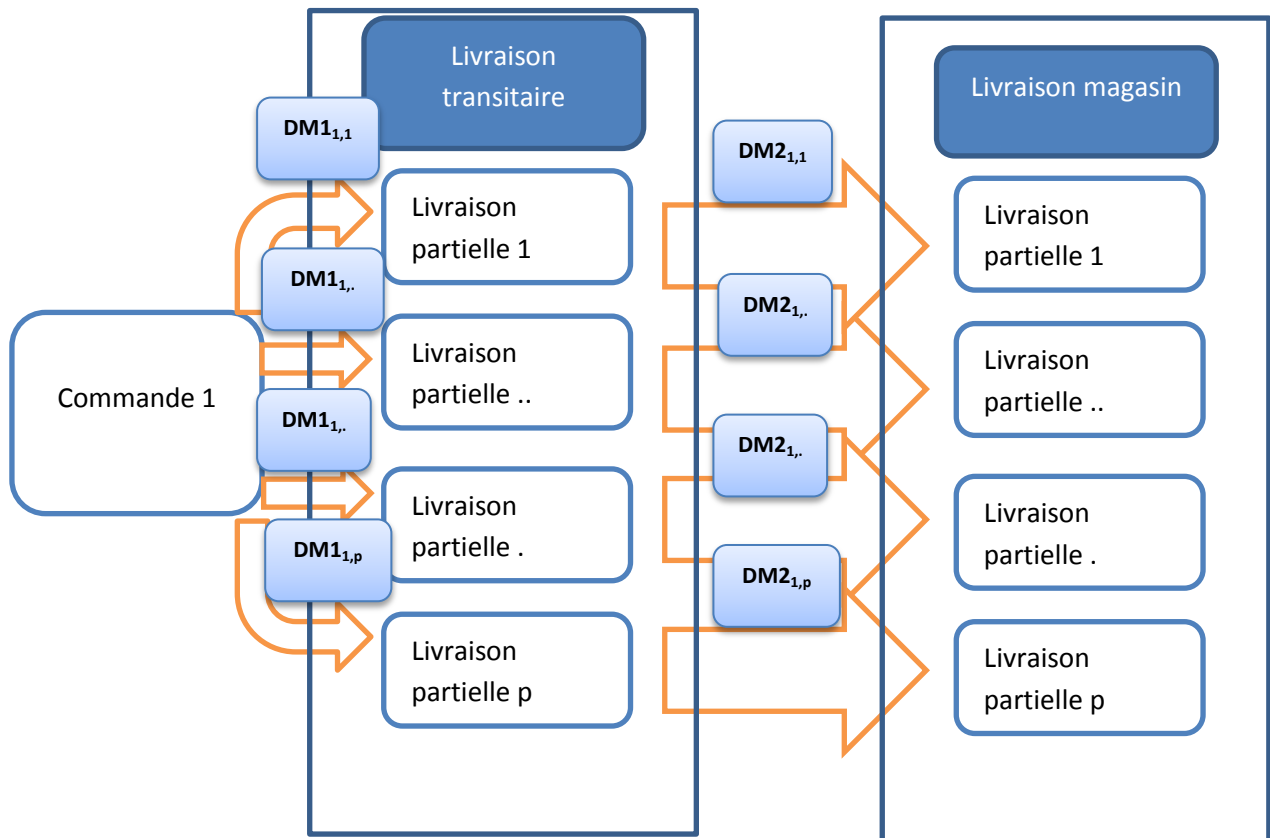 Livraison
transitaire
Livraison magasin
DM1₁,₁
DM2₁,₁
Livraison
partielle 1
Livraison
partielle 1
DM1₁,.
DM2₁,.
Livraison
partielle ..
Livraison
partielle ..
Commande 1
DM1₁,.
DM2₁,.
Livraison
partielle .
Livraison
partielle .
DM1₁,ₚ
DM2₁,ₚ
Livraison
partielle p
Livraison
partielle p